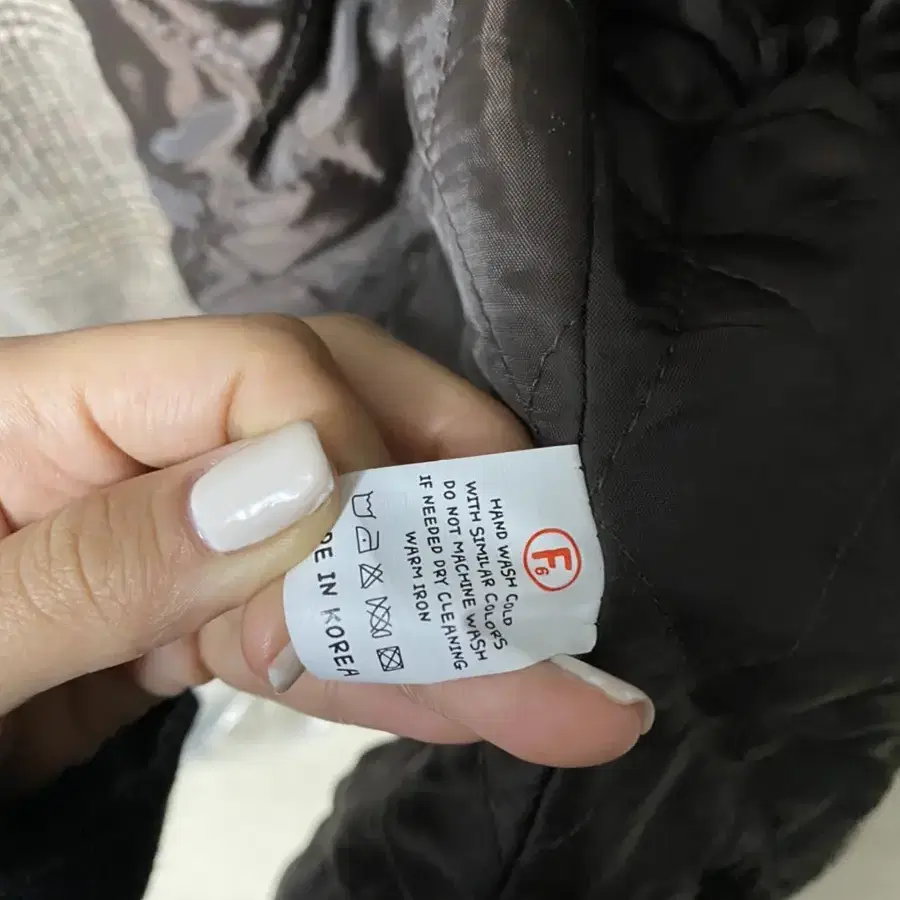 F6
HAND WASH COLD
WITH SIMILAR COLORS
DO NOT MACHINE WASH
IF NEEDED DRY CLEANING
WARM IRON
IN KOREA